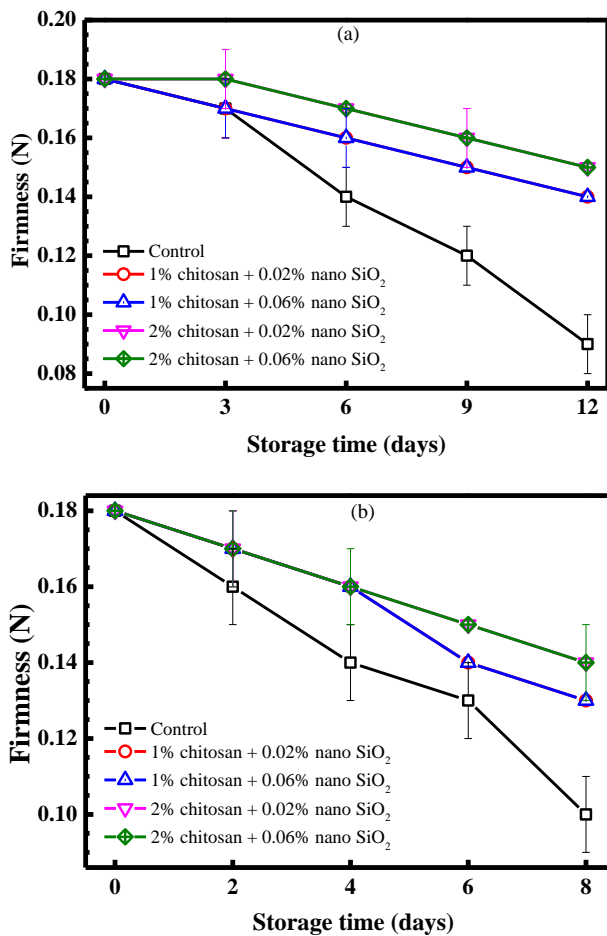 (a)
Firmness (N)
0.20
0.18
0.16
0.14
0.12
0.10
0.08
Control
1% chitosan + 0.02% nano SiO₂
1% chitosan + 0.06% nano SiO₂
2% chitosan + 0.02% nano SiO₂
2% chitosan + 0.06% nano SiO₂
0 3 6 9 12
Storage time (days)
(b)
Firmness (N)
0.18
0.16
0.14
0.12
0.10
Control
1% chitosan + 0.02% nano SiO₂
1% chitosan + 0.06% nano SiO₂
2% chitosan + 0.02% nano SiO₂
2% chitosan + 0.06% nano SiO₂
0 2 4 6 8
Storage time (days)